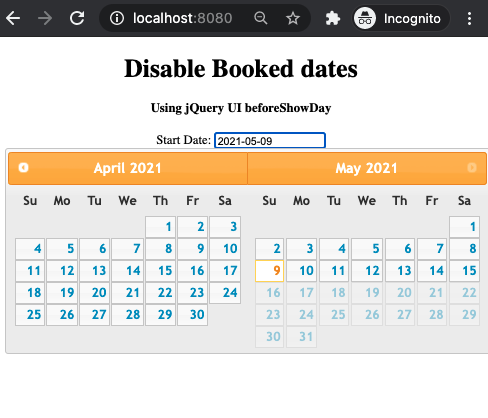 localhost:8080
Incognito
Disable Booked dates
Using jQuery UI beforeShowDay
Start Date: 2021-05-09
April 2021
Su Mo Tu We Th Fr Sa
1 2 3
4 5 6 7 8 9 10
11 12 13 14 15 16 17
18 19 20 21 22 23 24
25 26 27 28 29 30
May 2021
Su Mo Tu We Th Fr Sa
1
2 3 4 5 6 7 8
9 10 11 12 13 14 15
16 17 18 19 20 21 22
23 24 25 26 27 28 29
30 31